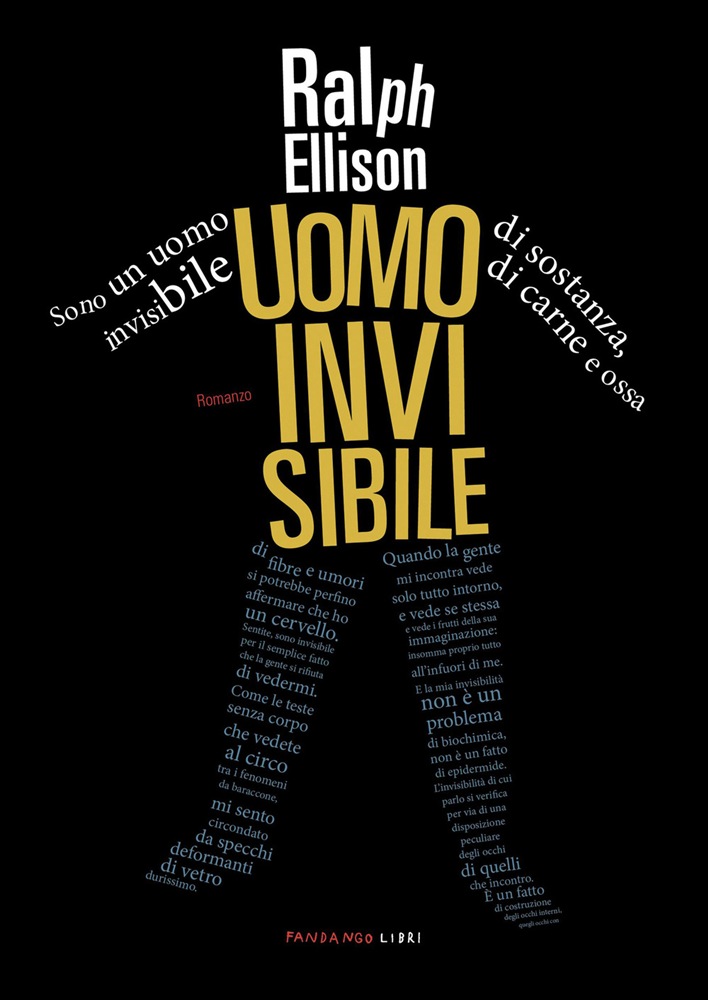 Ralph
Ellison
UOMO
INVI
SIBILE
Sono un uomo
invisibile
di sostanza,
di carne e ossa
Romanzo
di fibre e umori
si potrebbe perfino
affermare che ho
un cervello.
Sentite, sono invisibile
per il semplice fatto
che la gente si rifiuta
di vedermi.
Come le teste
senza corpo
che vedete
al circo
tra i fenomeni
da baraccone,
mi sento
circondato
da specchi
deformanti
di vetro
durissimo.
Quando la gente
mi incontra vede
solo tutto intorno,
e vede se stessa
e vede i frutti della sua
immaginazione:
insomma proprio tutto
all'infuori di me.
E la mia invisibilità
non è un
problema
di biochimica,
non è un fatto
di epidermide.
L'invisibilità di cui
parlo si verifica
per via di una
disposizione
peculiare
degli occhi
di quelli
che incontro.
È un fatto
di costruzione
degli occhi interni,
quegli occhi con
FANDANGO LIBRI